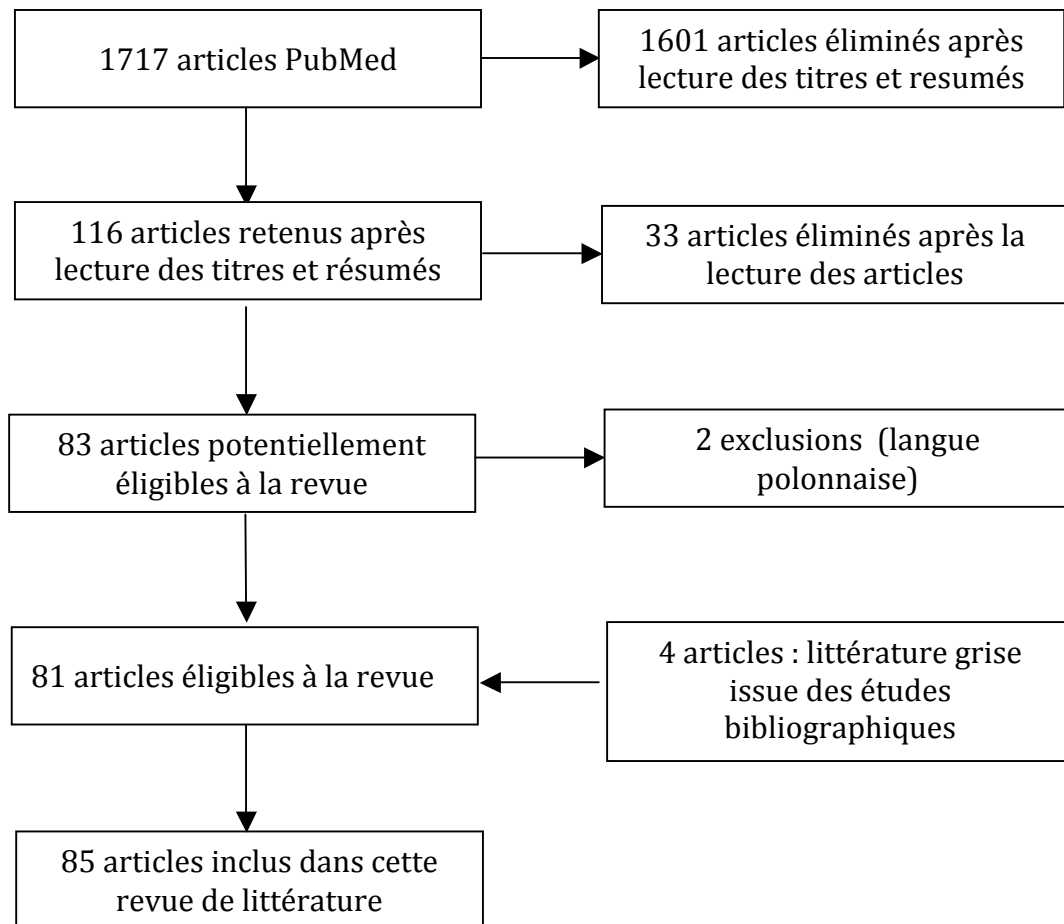 1717 articles PubMed
1601 articles éliminés après
lecture des titres et resumés
116 articles retenus après
lecture des titres et résumés
33 articles éliminés après la
lecture des articles
83 articles potentiellement
éligibles à la revue
2 exclusions  (langue
polonnaise)
81 articles éligibles à la revue
4 articles : littérature grise
issue des études
bibliographiques
85 articles inclus dans cette
revue de littérature